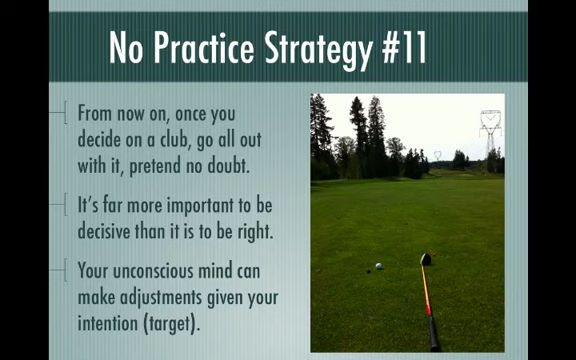 No Practice Strategy #11
From now on, once you
decide on a club, go all out
with it, pretend no doubt.
It's far more important to be
decisive than it is to be right.
Your unconscious mind can
make adjustments given your
intention (target).